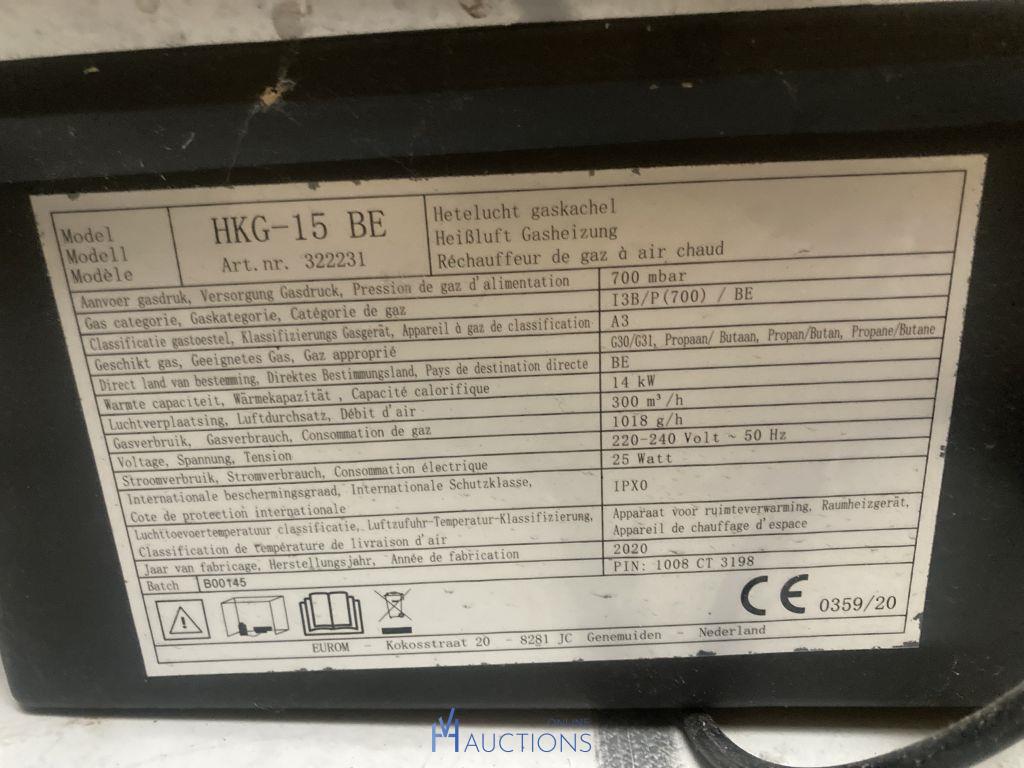 Model
Modell
Modèle
HKG-15 BE
Art.nr. 322231
Hetelucht gaskachel
Heißluft Gasheizung
Réchauffeur de gaz à air chaud
Aanvoer gasdruk, Versorgung Gasdruck, Pression de gaz d'alimentation 700 mbar
Gas categorie, Gaskategorie, Catégorie de gaz I3B/P(700) / BE
Classificatie gastoestel, Klassifizierungs Gasgerät, Appareil à gaz de classification A3
Geschikt gas, Geeignetes Gas, Gaz approprié G30/G31, Propaan/ Butaan, Propan/Butan, Propane/Butane
Direct land van bestemming, Direktes Bestimmungsland, Pays de destination directe BE
Warmte capaciteit, Wärmekapazität , Capacité calorifique 14 kW
Luchtverplaatsing, Luftdurchsatz, Débit d'air 300 m³/h
Gasverbruik, Gasverbrauch, Consommation de gaz 1018 g/h
Voltage, Spannung, Tension 220-240 Volt ~ 50 Hz
Stroomverbruik, Stromverbrauch, Consommation électrique 25 Watt
Internationale beschermingsgraad, Internationale Schutzklasse,
Cote de protection internationale IPX0
Luchttoevoertemperatuur classificatie, Luftzufuhr-Temperatur-Klassifizierung,
Classification de température de livraison d'air
Apparaat voor ruimteverwarming, Raumheizgerät,
Appareil de chauffage d'espace
Jaar van fabricage, Herstellungsjahr, Année de fabrication 2020
Batch B00145 PIN: 1008 CT 3198
CE 0359/20
EUROM - Kokosstraat 20 - 8281 JC Genemuiden - Nederland
VH ONLINE
AUCTIONS